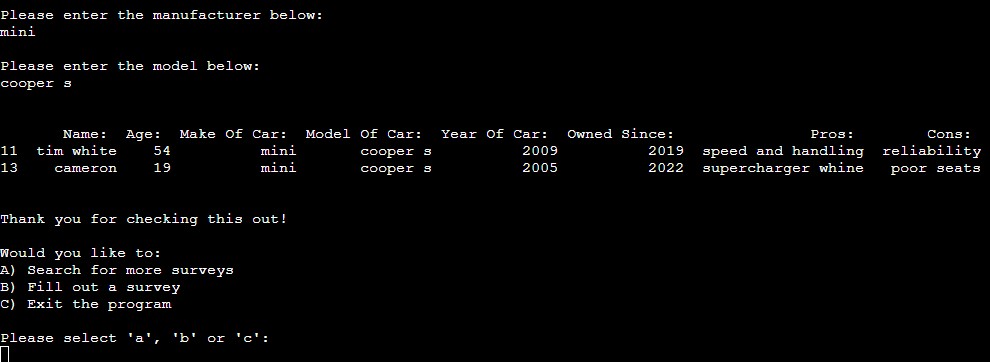 Please enter the manufacturer below:
mini
Please enter the model below:
cooper s
Name: Age: Make Of Car: Model Of Car: Year Of Car: Owned Since: Pros: Cons:
11 tim white 54 mini cooper s 2009 2019 speed and handling reliability
13 cameron 19 mini cooper s 2005 2022 supercharger whine poor seats
Thank you for checking this out!
Would you like to:
A) Search for more surveys
B) Fill out a survey
C) Exit the program
Please select 'a', 'b' or 'c':